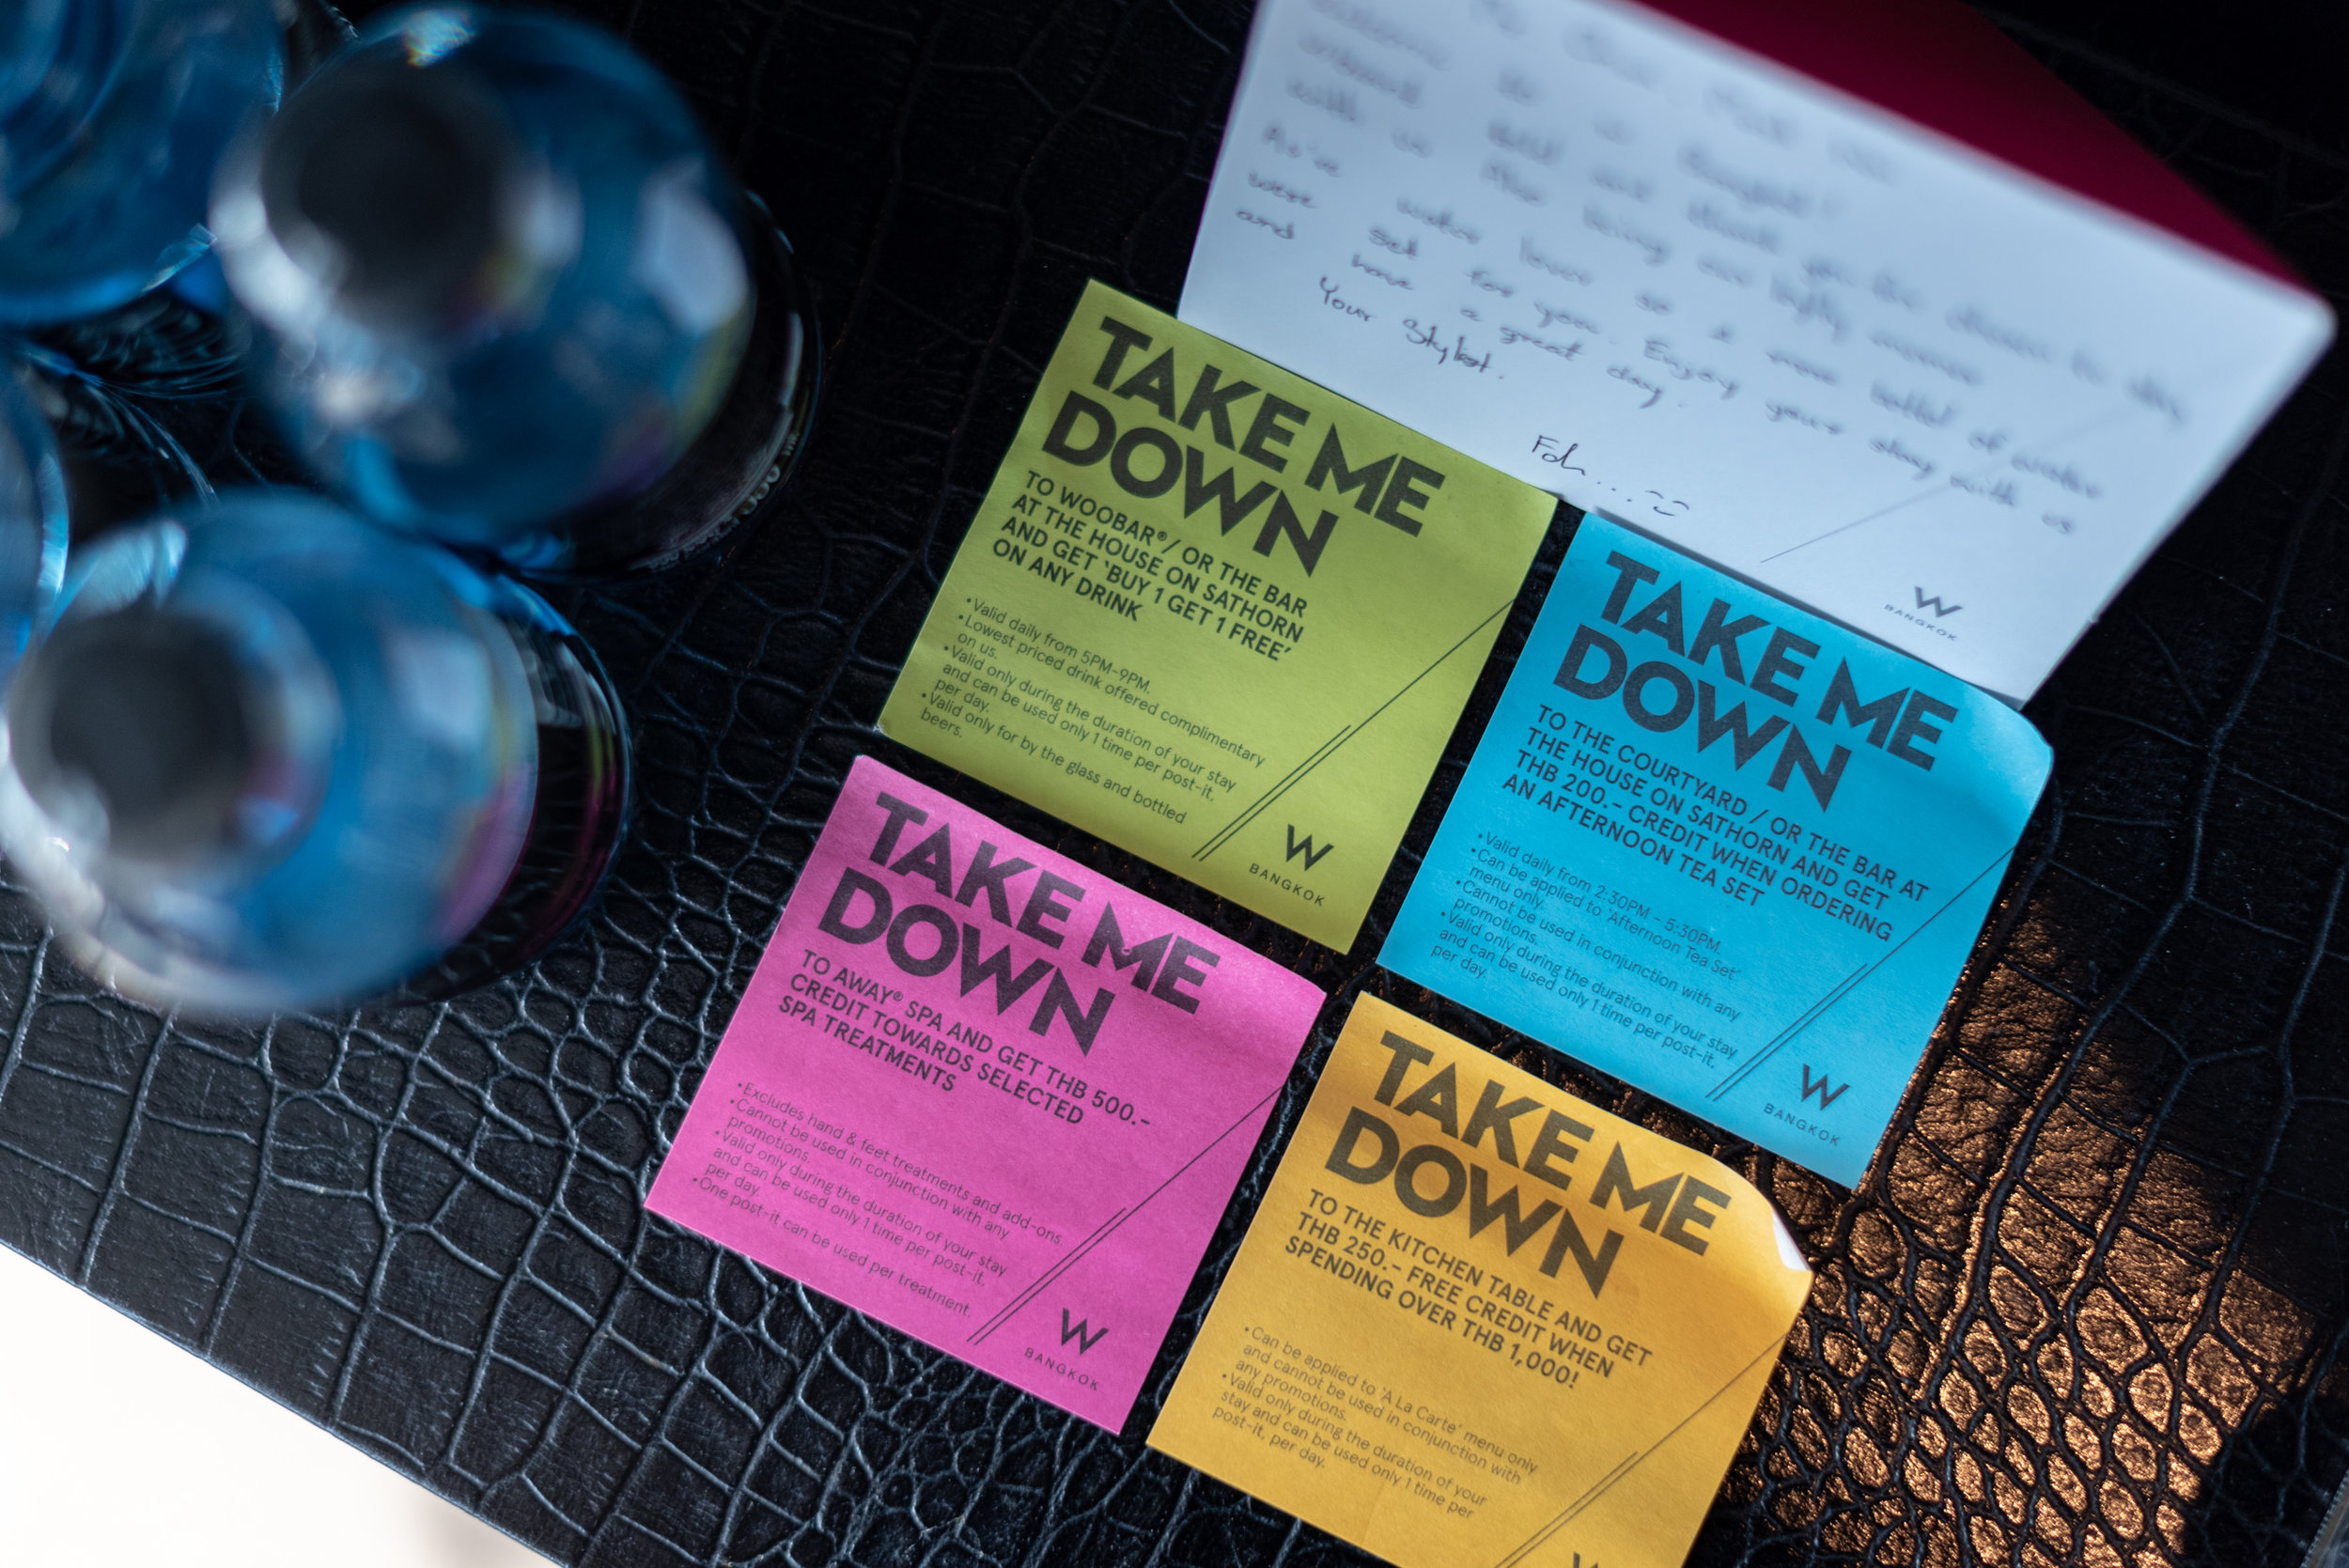 Your Stylist.
and have a great day.
were set for you. Enjoy your stay with us
W
BANGKOK
TAKE ME
DOWN
TO WOOBAR®/ OR THE BAR
AT THE HOUSE ON SATHORN
AND GET ‘BUY 1 GET 1 FREE’
ON ANY DRINK
•Valid daily from 5PM-9PM.
•Lowest priced drink offered complimentary
on us.
•Valid only during the duration of your stay
and can be used only 1 time per post-it,
per day.
•Valid only for by the glass and bottled
beers.
W
BANGKOK
TAKE ME
DOWN
TO THE COURTYARD / OR THE BAR AT
THE HOUSE ON SATHORN AND GET
THB 200.- CREDIT WHEN ORDERING
AN AFTERNOON TEA SET
•Valid daily from 2:30PM - 5:30PM.
•Can be applied to ‘Afternoon Tea Set’
menu only.
•Cannot be used in conjunction with any
promotions.
•Valid only during the duration of your stay
and can be used only 1 time per post-it,
per day.
W
BANGKOK
TAKE ME
DOWN
TO AWAY® SPA AND GET THB 500.-
CREDIT TOWARDS SELECTED
SPA TREATMENTS
•Excludes hand & feet treatments and add-ons.
•Cannot be used in conjunction with any
promotions.
•Valid only during the duration of your stay
and can be used only 1 time per post-it,
per day.
•One post-it can be used per treatment.
W
BANGKOK
TAKE ME
DOWN
TO THE KITCHEN TABLE AND GET
THB 250.- FREE CREDIT WHEN
SPENDING OVER THB 1,000!
•Can be applied to ‘A La Carte’ menu only
and cannot be used in conjunction with
any promotions.
•Valid only during the duration of your
stay and can be used only 1 time per
post-it, per day.